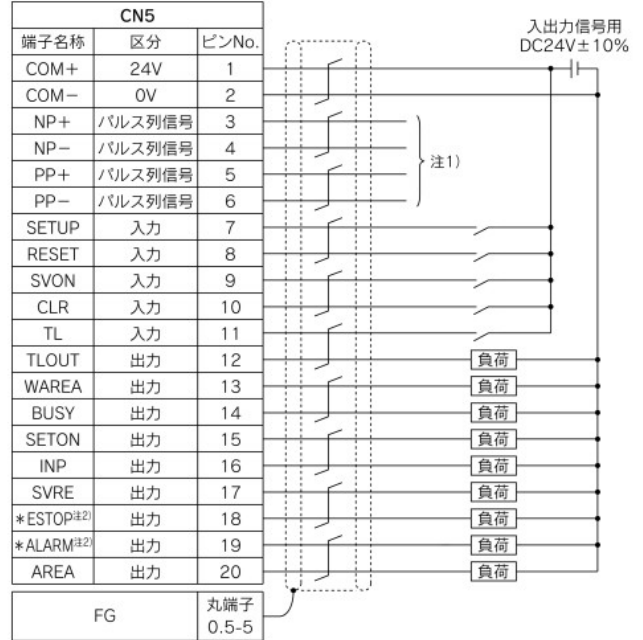 CN5
端子名称 区分 ピンNo.
入出力信号用
DC24V±10%
COM+ 24V 1
COM− 0V 2
NP+ パルス列信号 3
NP− パルス列信号 4
PP+ パルス列信号 5
PP− パルス列信号 6
注1)
SETUP 入力 7
RESET 入力 8
SVON 入力 9
CLR 入力 10
TL 入力 11
TLOUT 出力 12 負荷
WAREA 出力 13 負荷
BUSY 出力 14 負荷
SETON 出力 15 負荷
INP 出力 16 負荷
SVRE 出力 17 負荷
*ESTOP注2) 出力 18 負荷
*ALARM注2) 出力 19 負荷
AREA 出力 20 負荷
FG 丸端子
0.5-5